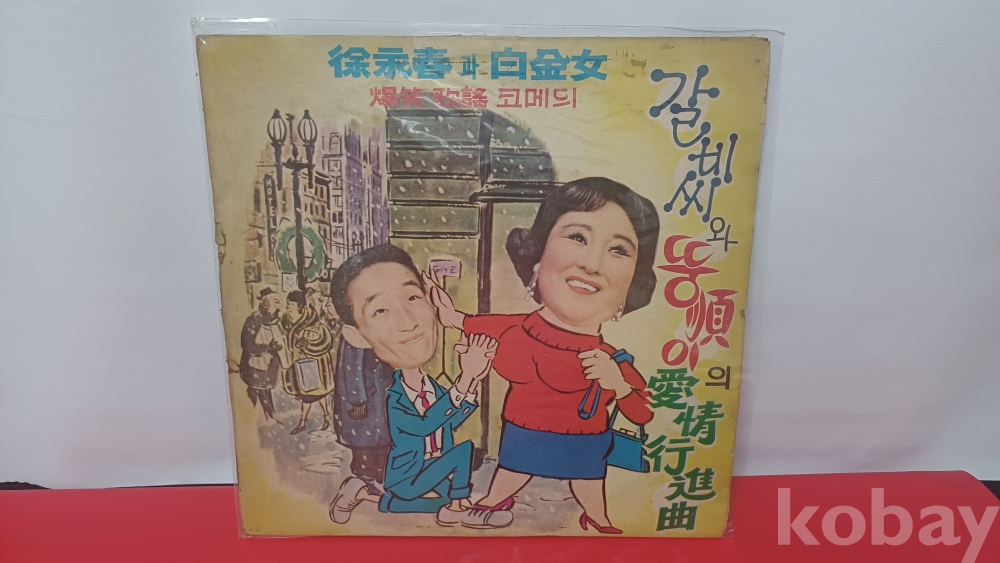 徐永春과 白金女
爆笑 歌謠 코메듸
갈비씨와
뚱順이의
愛情行進曲
HOTEL
GIVE
kobay